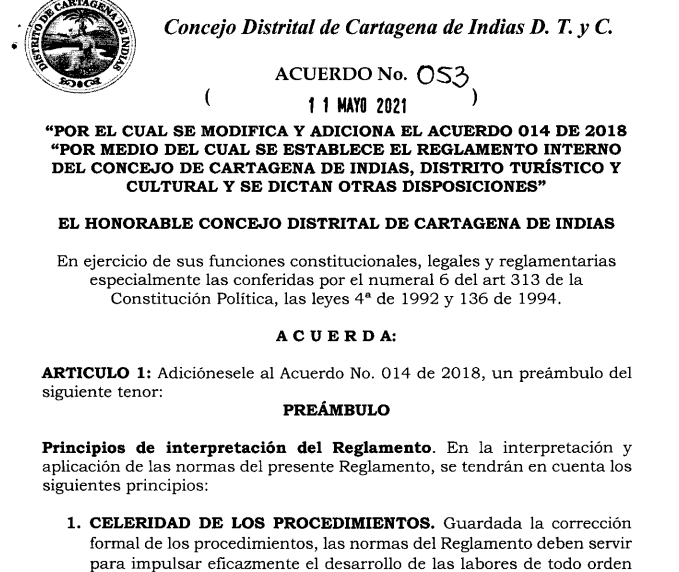 DISTRITO DE CARTAGENA DE INDIAS
Concejo Distrital de Cartagena de Indias D. T. y C.
ACUERDO No. 053
( 11 MAYO 2021 )
“POR EL CUAL SE MODIFICA Y ADICIONA EL ACUERDO 014 DE 2018
“POR MEDIO DEL CUAL SE ESTABLECE EL REGLAMENTO INTERNO
DEL CONCEJO DE CARTAGENA DE INDIAS, DISTRITO TURÍSTICO Y
CULTURAL Y SE DICTAN OTRAS DISPOSICIONES”
EL HONORABLE CONCEJO DISTRITAL DE CARTAGENA DE INDIAS
En ejercicio de sus funciones constitucionales, legales y reglamentarias
especialmente las conferidas por el numeral 6 del art 313 de la
Constitución Política, las leyes 4ª de 1992 y 136 de 1994.
A C U E R D A:
ARTICULO 1: Adiciónesele al Acuerdo No. 014 de 2018, un preámbulo del
siguiente tenor:
PREÁMBULO
Principios de interpretación del Reglamento. En la interpretación y
aplicación de las normas del presente Reglamento, se tendrán en cuenta los
siguientes principios:
1. CELERIDAD DE LOS PROCEDIMIENTOS. Guardada la corrección
formal de los procedimientos, las normas del Reglamento deben servir
para impulsar eficazmente el desarrollo de las labores de todo orden